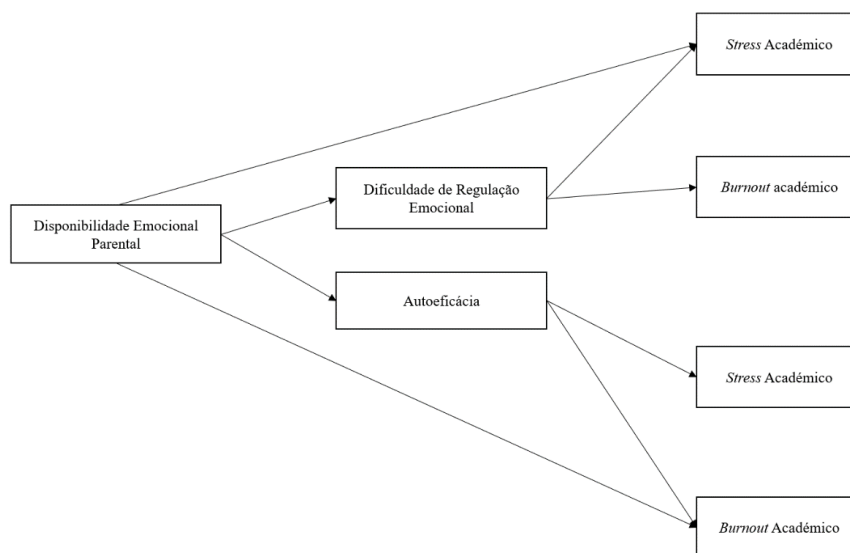 Stress Académico
Dificuldade de Regulação
Emocional
Burnout académico
Disponibilidade Emocional
Parental
Autoeficácia
Stress Académico
Burnout Académico